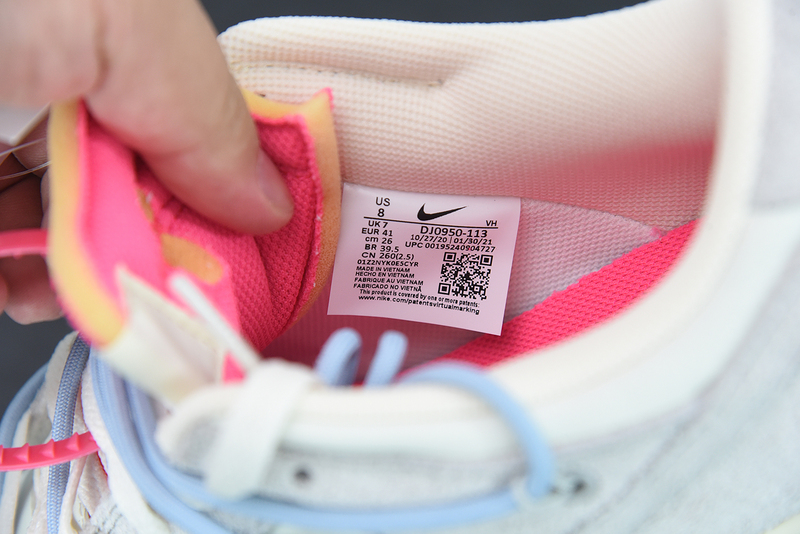 US
8
VH
UK 7 DJ0950-113
EUR 41 10/27/20 | 01/30/21
cm 26 UPC 00195240904727
BR 39.5
CN 260(2.5)
01Z2NYK0E5CYR
MADE IN VIETNAM
HECHO EN VIETNAM
FABRIQUE AU VIETNAM
FABRICADO NO VIETNÃ
This product is covered by one or more patents:
www.nike.com/patentsvirtualmarking